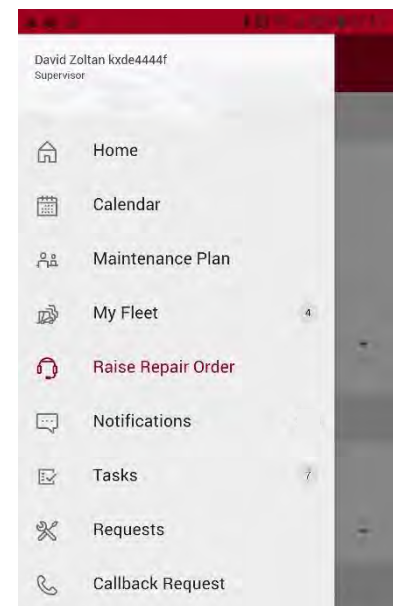 David Zoltan kxde4444f
Supervisor
Home
Calendar
Maintenance Plan
My Fleet 4
Raise Repair Order
Notifications
Tasks 7
Requests
Callback Request